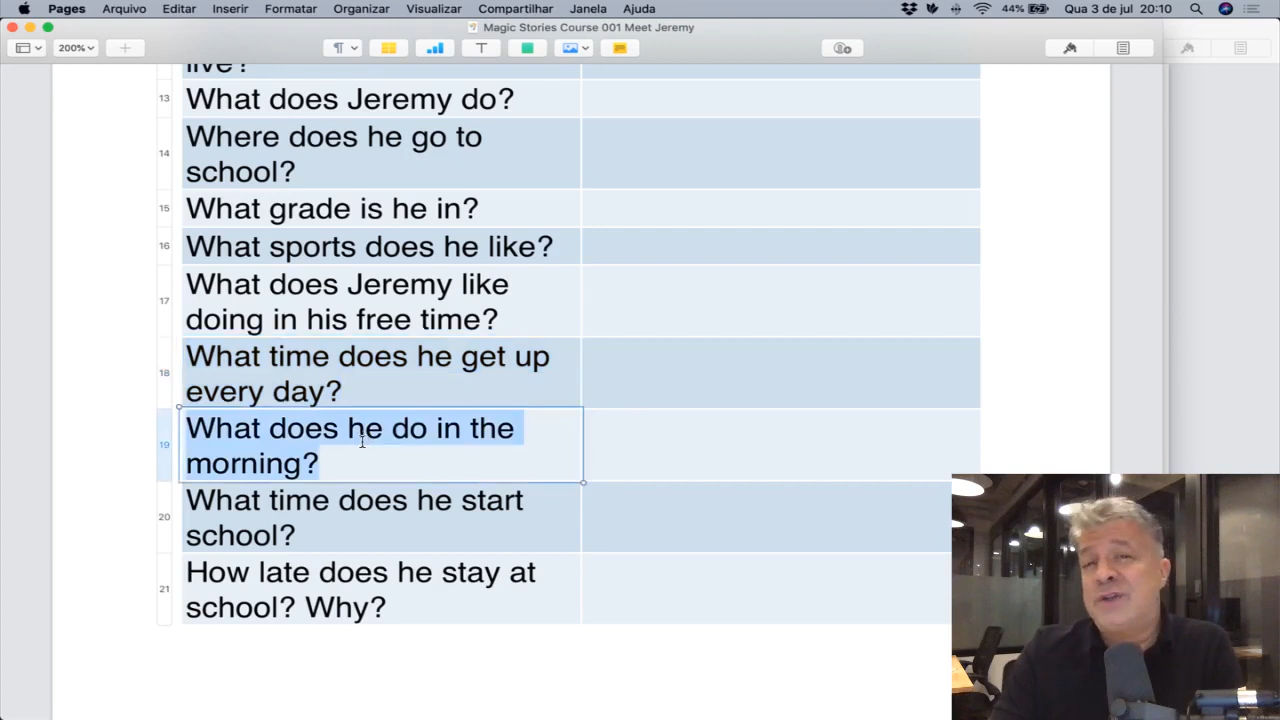 Pages Arquivo Editar Inserir Formatar Organizar Visualizar Compartilhar Janela Ajuda 44% Qua 3 de jul 20:10
Magic Stories Course 001 Meet Jeremy
200%
live?
13 What does Jeremy do?
14 Where does he go to
school?
15 What grade is he in?
16 What sports does he like?
17 What does Jeremy like
doing in his free time?
18 What time does he get up
every day?
19 What does he do in the
morning?
20 What time does he start
school?
21 How late does he stay at
school? Why?